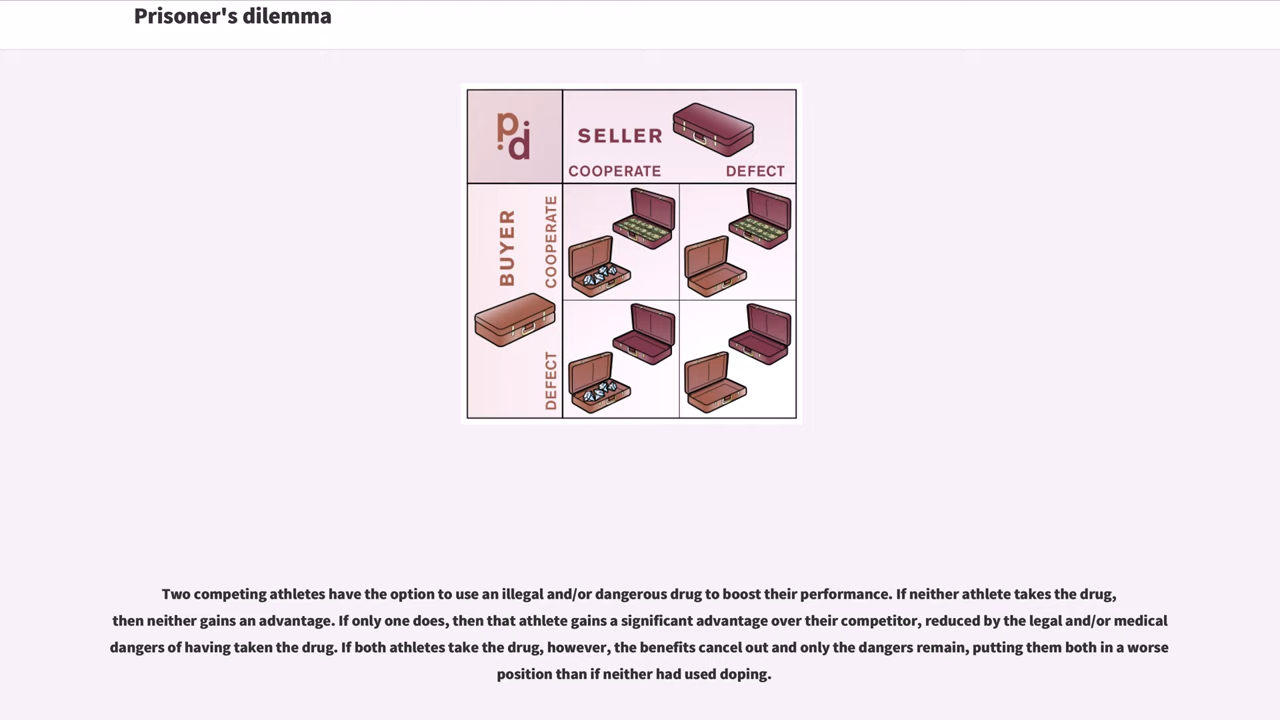 Prisoner's dilemma
pd
SELLER
COOPERATE DEFECT
BUYER
COOPERATE
DEFECT
Two competing athletes have the option to use an illegal and/or dangerous drug to boost their performance. If neither athlete takes the drug,
then neither gains an advantage. If only one does, then that athlete gains a significant advantage over their competitor, reduced by the legal and/or medical
dangers of having taken the drug. If both athletes take the drug, however, the benefits cancel out and only the dangers remain, putting them both in a worse
position than if neither had used doping.